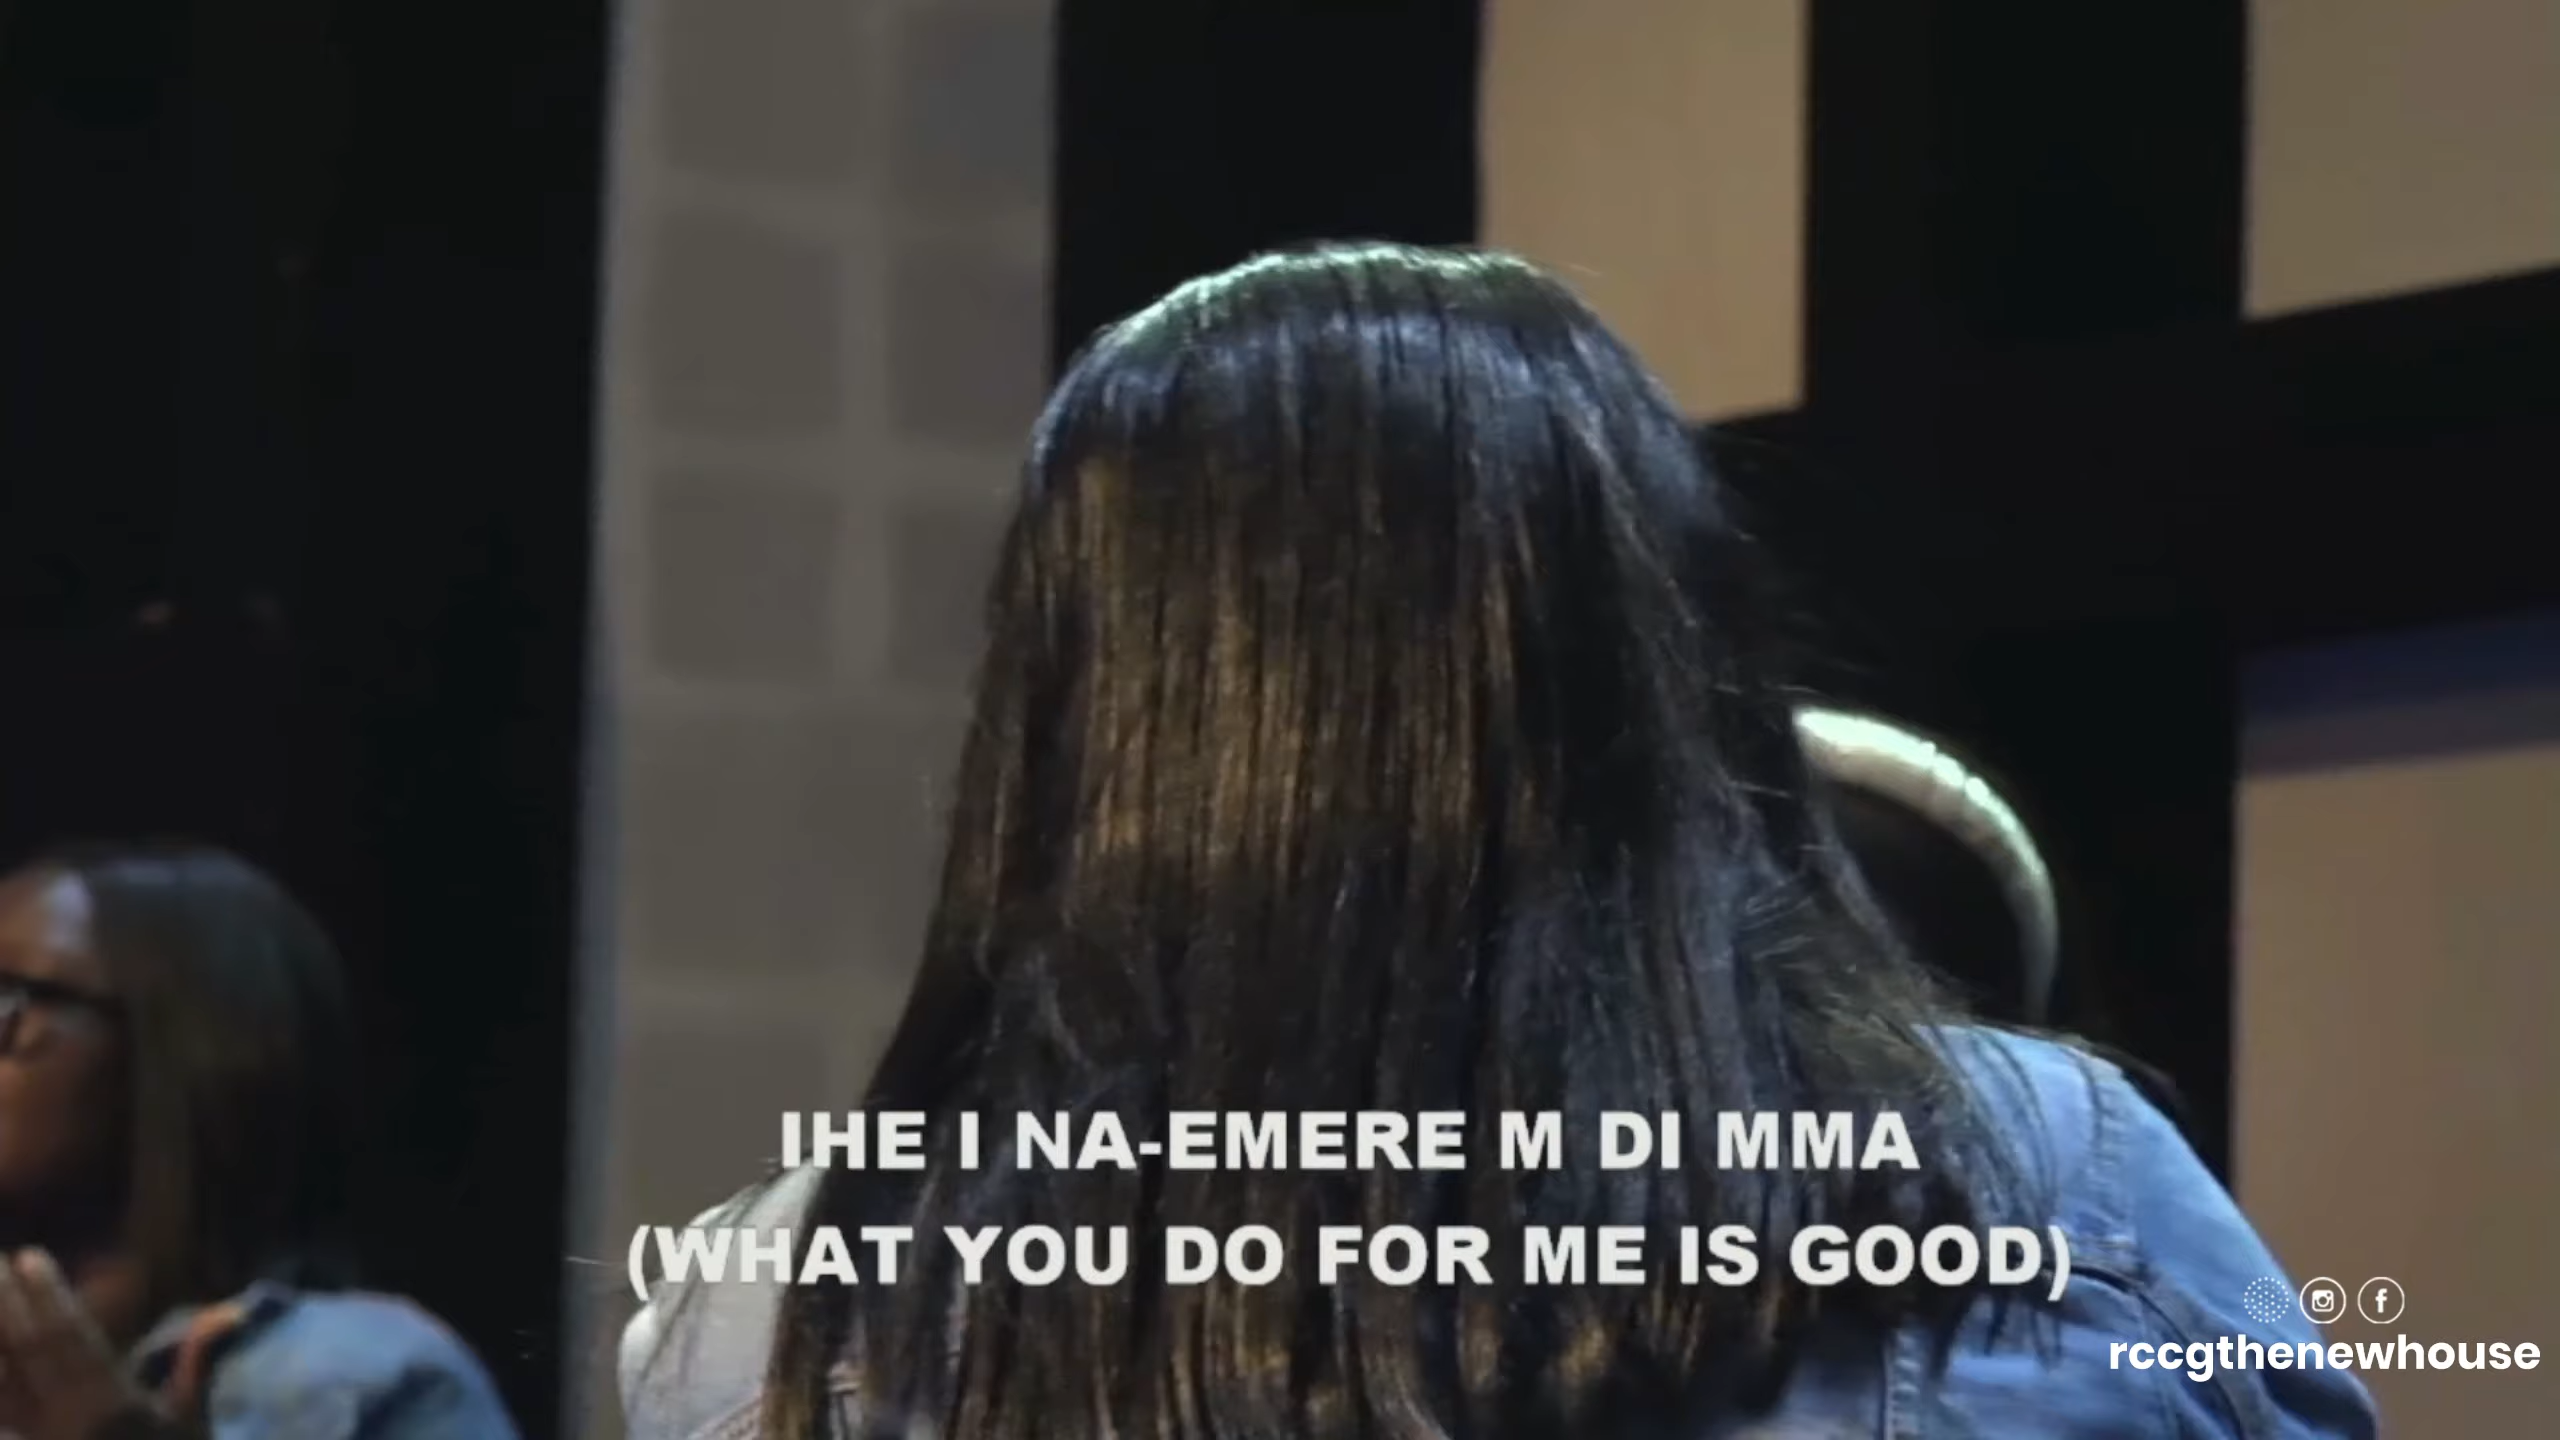 IHE I NA-EMERE M DI MMA
(WHAT YOU DO FOR ME IS GOOD)
rccgthenewhouse